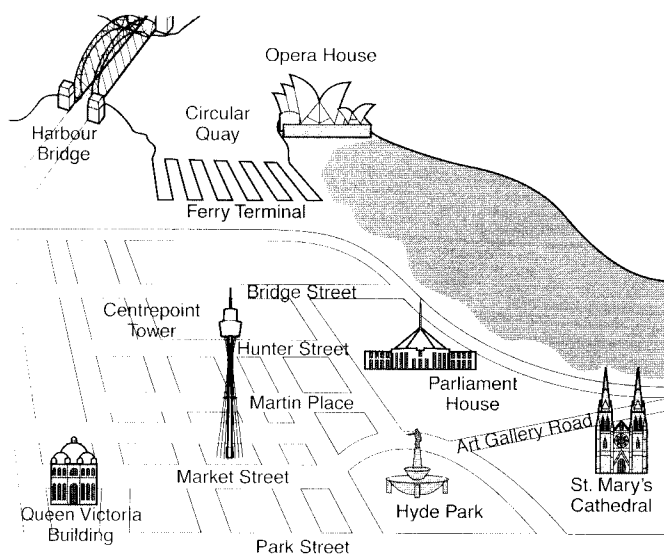 Opera House
Circular
Quay
Harbour
Bridge
Ferry Terminal
Bridge Street
Centrepoint
Tower
Hunter Street
Parliament
House
Martin Place
Art Gallery Road
Market Street
St. Mary's
Cathedral
Hyde Park
Queen Victoria
Building
Park Street